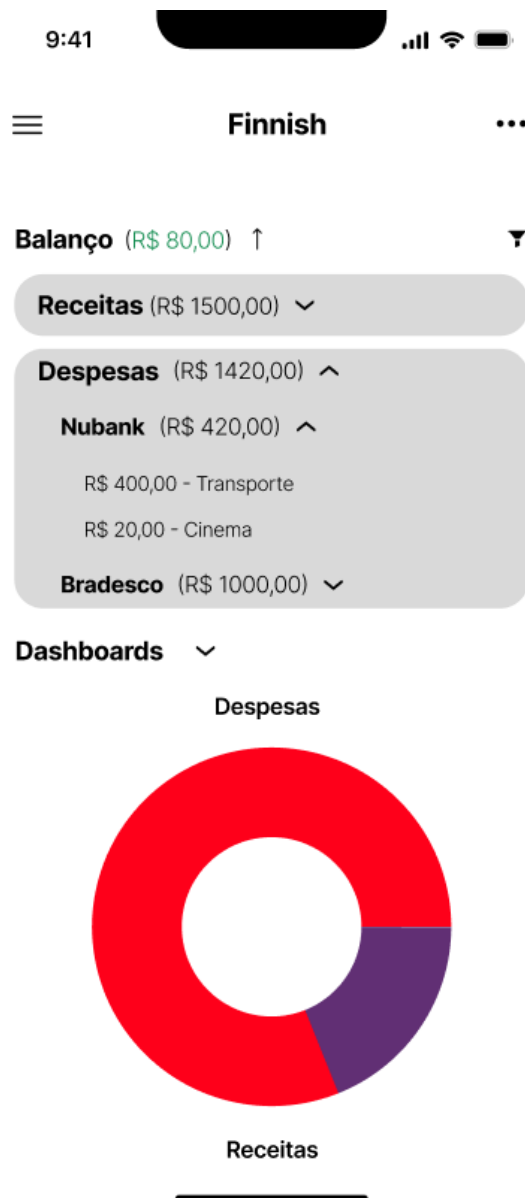 9:41
Finnish
Balanço (R$ 80,00) ↑
Receitas (R$ 1500,00)
Despesas (R$ 1420,00)
Nubank (R$ 420,00)
R$ 400,00 - Transporte
R$ 20,00 - Cinema
Bradesco (R$ 1000,00)
Dashboards
Despesas
Receitas